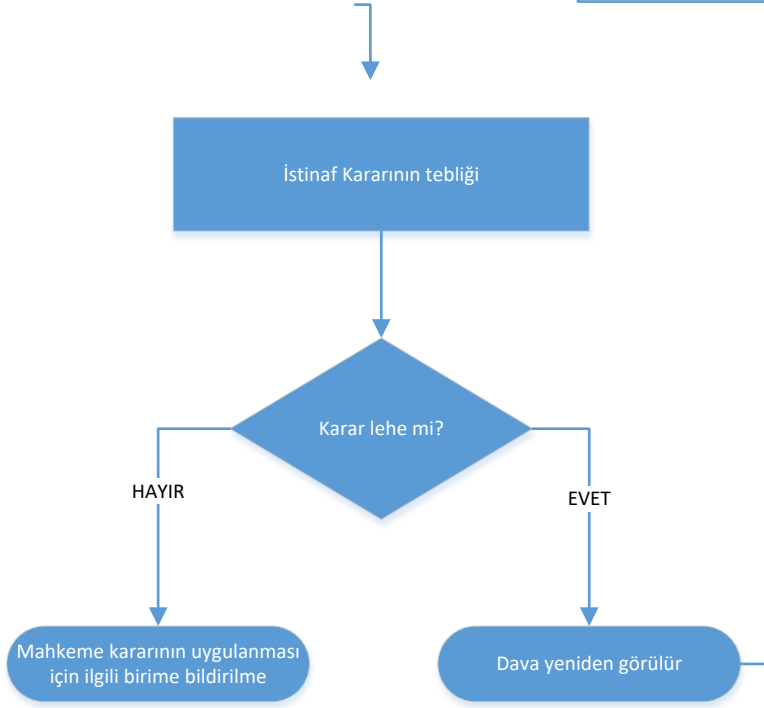 İstinaf Kararının tebliği
Karar lehe mi?
HAYIR
EVET
Mahkeme kararının uygulanması
için ilgili birime bildirilme
Dava yeniden görülür